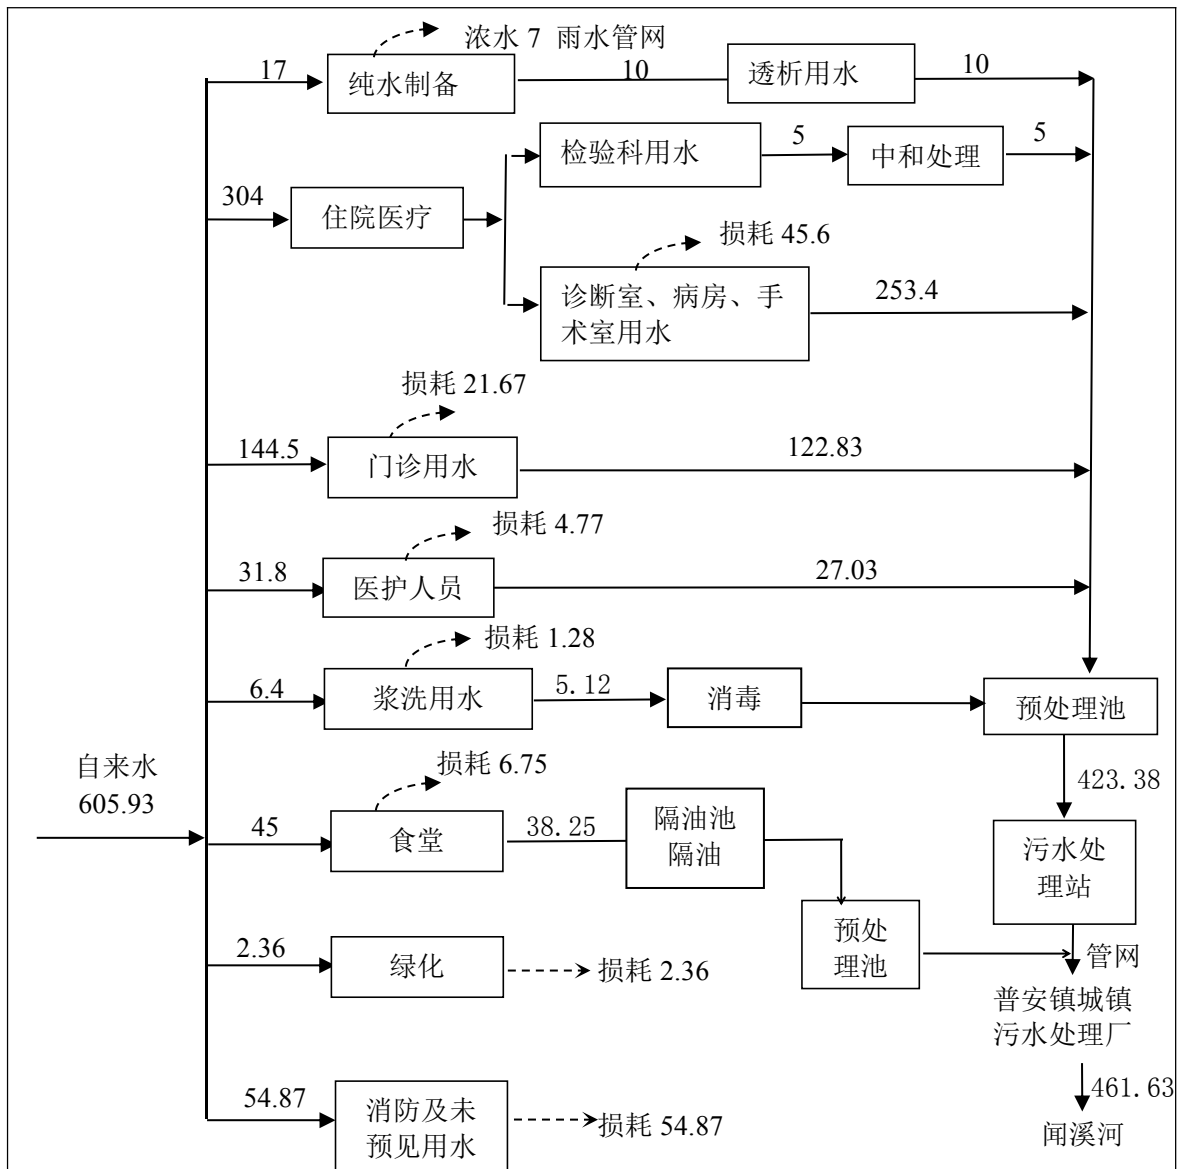 浓水 7 雨水管网
17
纯水制备
10
透析用水
10
检验科用水
5
中和处理
5
304
住院医疗
损耗 45.6
诊断室、病房、手
术室用水
253.4
损耗 21.67
144.5
门诊用水
122.83
损耗 4.77
31.8
医护人员
27.03
损耗 1.28
6.4
浆洗用水
5.12
消毒
预处理池
自来水
605.93
损耗 6.75
45
食堂
38.25
隔油池
隔油
423.38
污水处
理站
预处
理池
2.36
绿化
损耗 2.36
管网
普安镇城镇
污水处理厂
54.87
消防及未
预见用水
损耗 54.87
461.63
闻溪河